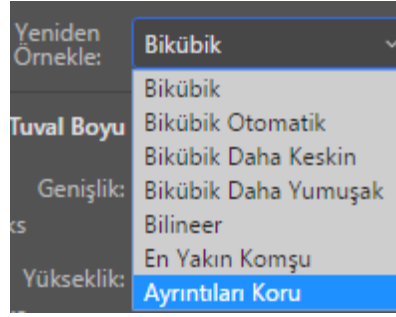 Yeniden
Örnekle:
Bikübik
Bikübik
Tuval Boyu
Bikübik Otomatik
Bikübik Daha Keskin
Genişlik:
Bikübik Daha Yumuşak
Bilineer
En Yakın Komşu
Yükseklik:
Ayrıntıları Koru